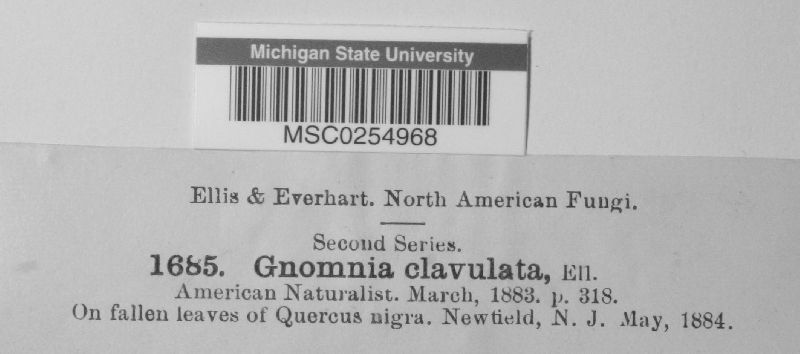 Michigan State University
MSC0254968
Ellis & Everhart. North American Fungi.
Second Series.
1685. Gnomnia clavulata, Ell.
American Naturalist. March, 1883. p. 318.
On fallen leaves of Quercus nigra. Newfield, N. J. May, 1884.